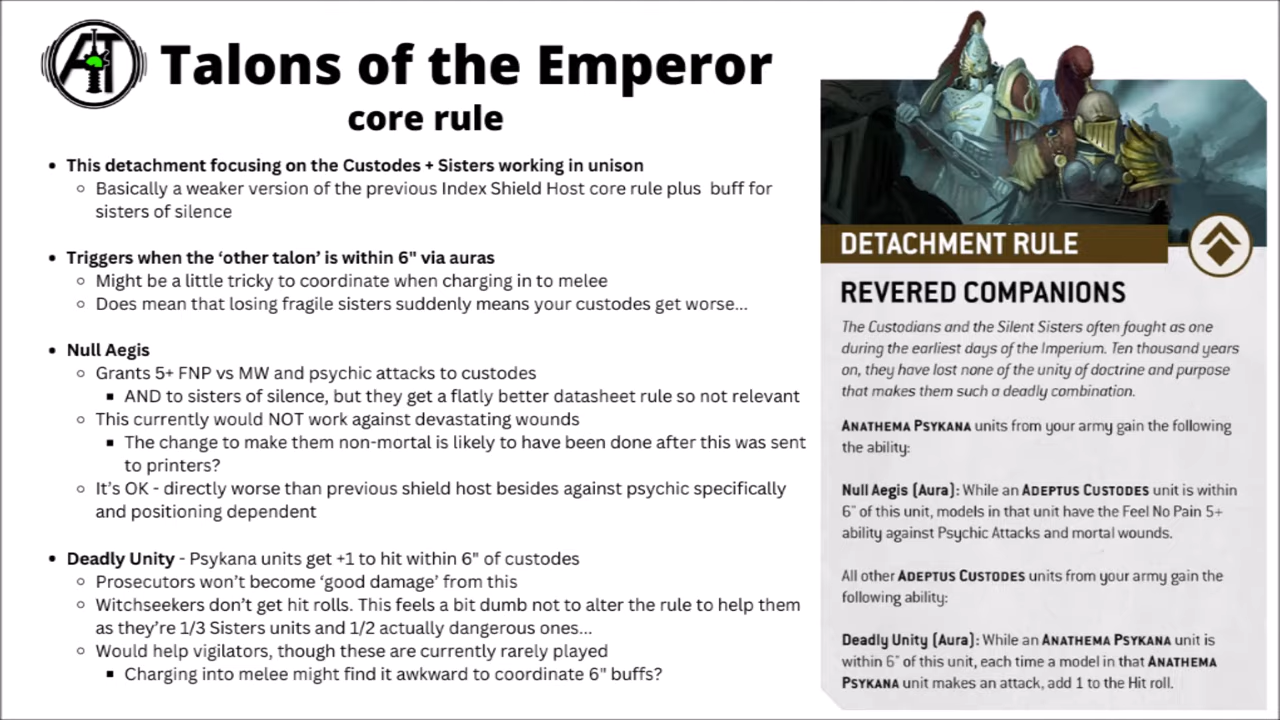 AT
Talons of the Emperor
core rule
• This detachment focusing on the Custodes + Sisters working in unison
○ Basically a weaker version of the previous Index Shield Host core rule plus buff for
sisters of silence
• Triggers when the ‘other talon’ is within 6" via auras
○ Might be a little tricky to coordinate when charging in to melee
○ Does mean that losing fragile sisters suddenly means your custodes get worse...
• Null Aegis
○ Grants 5+ FNP vs MW and psychic attacks to custodes
▪ AND to sisters of silence, but they get a flatly better datasheet rule so not relevant
○ This currently would NOT work against devastating wounds
▪ The change to make them non-mortal is likely to have been done after this was sent
to printers?
○ It’s OK - directly worse than previous shield host besides against psychic specifically
and positioning dependent
• Deadly Unity - Psykana units get +1 to hit within 6" of custodes
○ Prosecutors won’t become ‘good damage’ from this
○ Witchseekers don’t get hit rolls. This feels a bit dumb not to alter the rule to help them
as they’re 1/3 Sisters units and 1/2 actually dangerous ones...
○ Would help vigilators, though these are currently rarely played
▪ Charging into melee might find it awkward to coordinate 6" buffs?
DETACHMENT RULE
REVERED COMPANIONS
The Custodians and the Silent Sisters often fought as one
during the earliest days of the Imperium. Ten thousand years
on, they have lost none of the unity of doctrine and purpose
that makes them such a deadly combination.
ANATHEMA PSYKANA units from your army gain the following
the ability:
Null Aegis (Aura): While an ADEPTUS CUSTODES unit is within
6" of this unit, models in that unit have the Feel No Pain 5+
ability against Psychic Attacks and mortal wounds.
All other ADEPTUS CUSTODES units from your army gain the
following ability:
Deadly Unity (Aura): While an ANATHEMA PSYKANA unit is
within 6" of this unit, each time a model in that ANATHEMA
PSYKANA unit makes an attack, add 1 to the Hit roll.